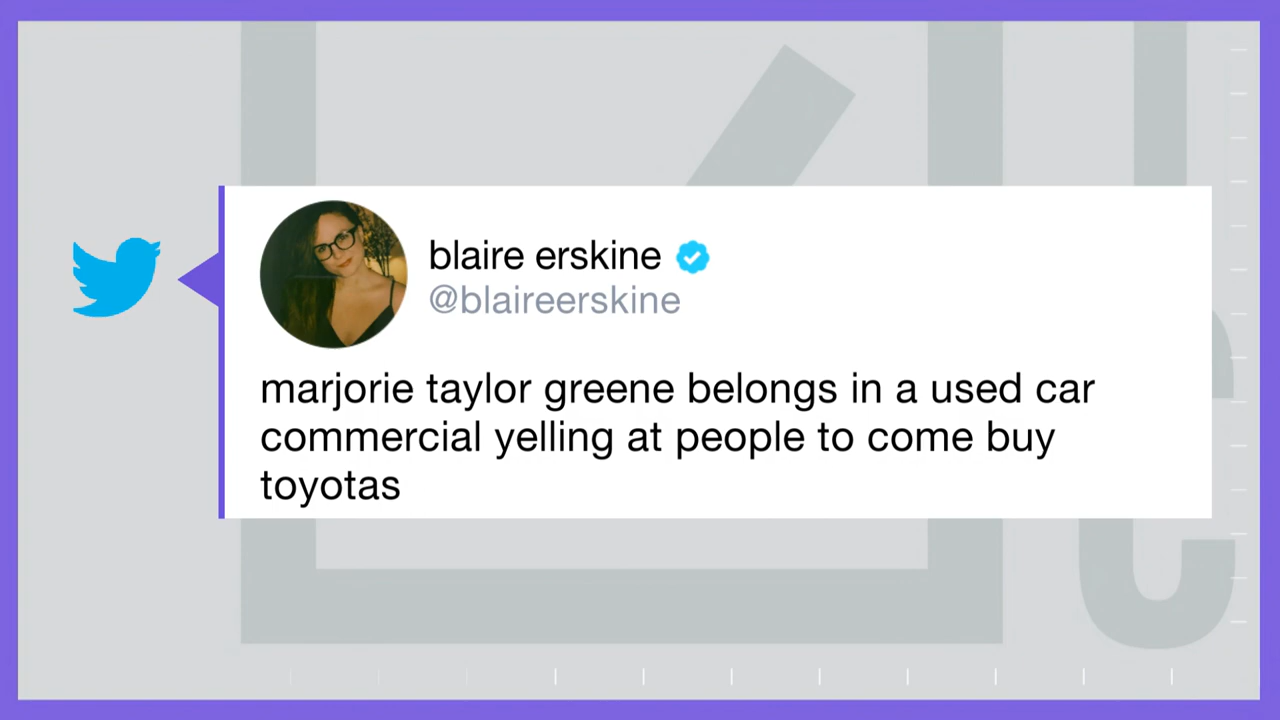 blaire erskine
@blaireerskine
marjorie taylor greene belongs in a used car
commercial yelling at people to come buy
toyotas